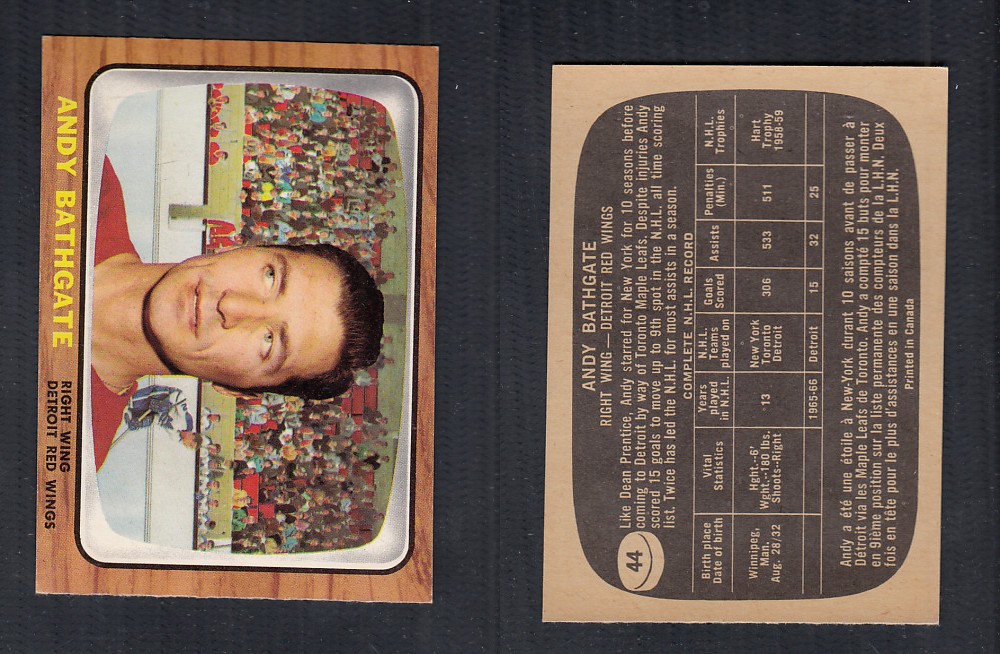 ANDY BATHGATE
RIGHT WING
DETROIT RED WINGS
44
ANDY BATHGATE
RIGHT WING — DETROIT RED WINGS
Like Dean Prentice, Andy starred for New York for 10 seasons before
coming to Detroit by way of Toronto Maple Leafs. Despite injuries Andy
scored 15 goals to move up to 9th spot in the N.H.L. all time scoring
list. Twice has led the N.H.L. for most assists in a season.
COMPLETE N.H.L. RECORD
Birth place Date of birth | Vital Statistics | Years played in N.H.L. | N.H.L. Teams played on | Goals Scored | Assists | Penalties (Min.) | N.H.L. Trophies
Winnipeg, Man. Aug. 28/32 | Hght.--6' Wght.--180 lbs. Shoots--Right | 13 | New York Toronto Detroit | 306 | 533 | 511 | Hart Trophy 1958-59
1965-66 | Detroit | 15 | 32 | 25
Andy a été une étoile à New-York durant 10 saisons avant de passer à
Détroit via les Maple Leafs de Toronto. Andy a compté 15 buts pour monter
en 9ième position sur la liste permanente des compteurs de la L.H.N. Deux
fois en tête pour le plus d'assistances en une saison dans la L.H.N.
Printed in Canada